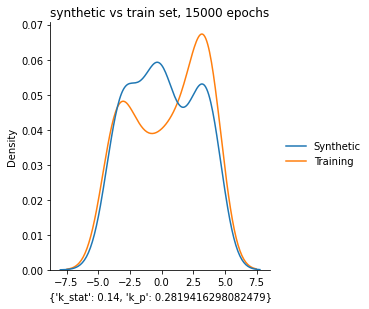 synthetic vs train set, 15000 epochs
0.07
0.06
0.05
0.04
0.03
0.02
0.01
0.00
Density
Synthetic
Training
−7.5 −5.0 −2.5 0.0 2.5 5.0 7.5
{'k_stat': 0.14, 'k_p': 0.2819416298082479}